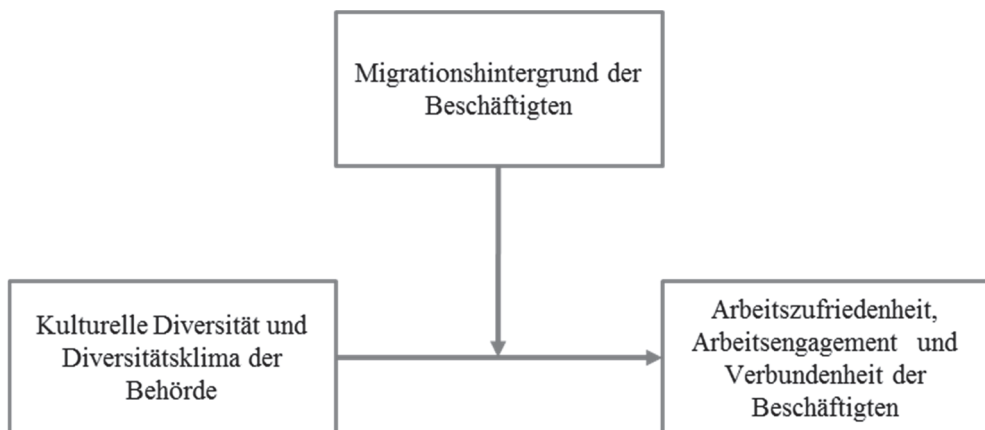 Migrationshintergrund der
Beschäftigten
Kulturelle Diversität und
Diversitätsklima der
Behörde
Arbeitszufriedenheit,
Arbeitsengagement und
Verbundenheit der
Beschäftigten